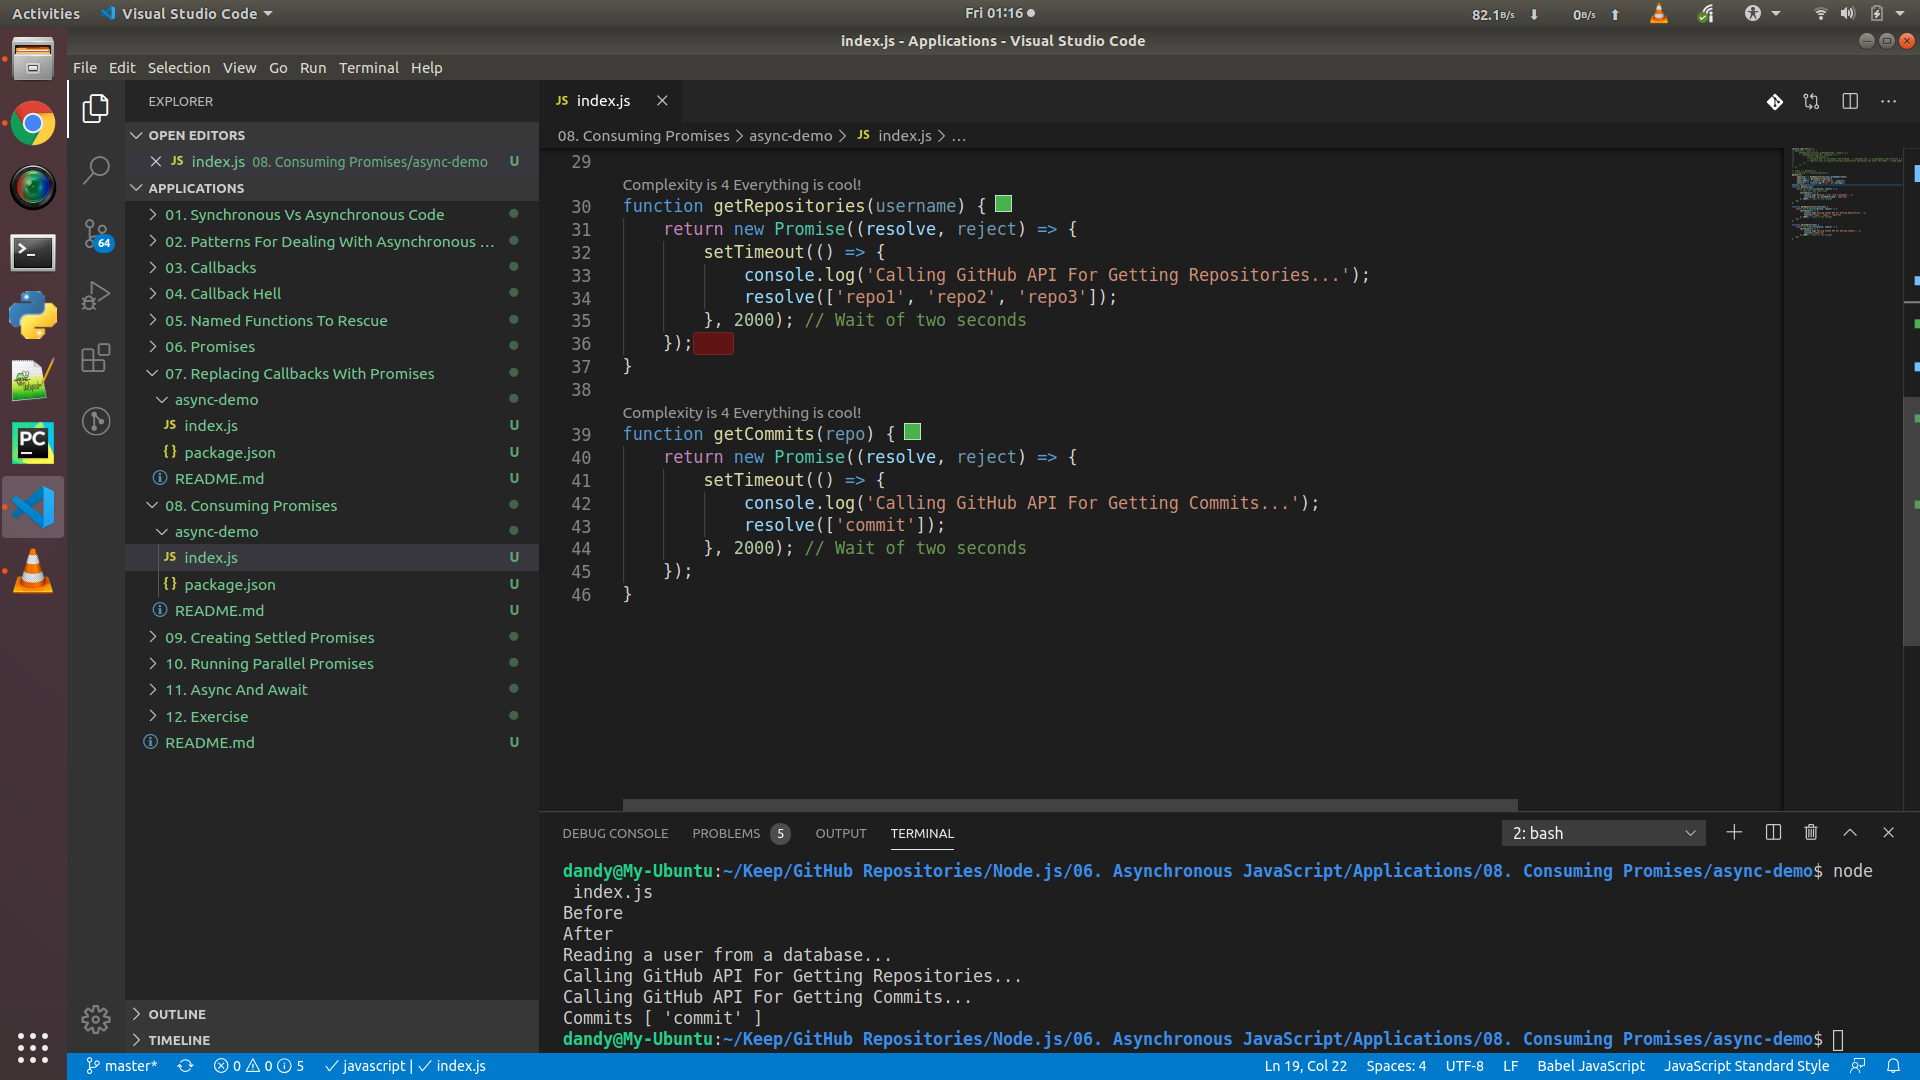 Activities
Visual Studio Code
Fri 01:16
82.1B/s
0B/s
index.js - Applications - Visual Studio Code
File Edit Selection View Go Run Terminal Help
EXPLORER
OPEN EDITORS
JS index.js 08. Consuming Promises/async-demo U
APPLICATIONS
01. Synchronous Vs Asynchronous Code
02. Patterns For Dealing With Asynchronous ...
03. Callbacks
04. Callback Hell
05. Named Functions To Rescue
06. Promises
07. Replacing Callbacks With Promises
async-demo
JS index.js U
{} package.json U
README.md U
08. Consuming Promises
async-demo
JS index.js U
{} package.json U
README.md U
09. Creating Settled Promises
10. Running Parallel Promises
11. Async And Await
12. Exercise
README.md U
OUTLINE
TIMELINE
64
PC
JS index.js
08. Consuming Promises > async-demo > JS index.js > ...
29
Complexity is 4 Everything is cool!
30 function getRepositories(username) {
31 return new Promise((resolve, reject) => {
32 setTimeout(() => {
33 console.log('Calling GitHub API For Getting Repositories...');
34 resolve(['repo1', 'repo2', 'repo3']);
35 }, 2000); // Wait of two seconds
36 });
37 }
38
Complexity is 4 Everything is cool!
39 function getCommits(repo) {
40 return new Promise((resolve, reject) => {
41 setTimeout(() => {
42 console.log('Calling GitHub API For Getting Commits...');
43 resolve(['commit']);
44 }, 2000); // Wait of two seconds
45 });
46 }
DEBUG CONSOLE PROBLEMS 5 OUTPUT TERMINAL
2: bash
dandy@My-Ubuntu:~/Keep/GitHub Repositories/Node.js/06. Asynchronous JavaScript/Applications/08. Consuming Promises/async-demo$ node
index.js
Before
After
Reading a user from a database...
Calling GitHub API For Getting Repositories...
Calling GitHub API For Getting Commits...
Commits [ 'commit' ]
dandy@My-Ubuntu:~/Keep/GitHub Repositories/Node.js/06. Asynchronous JavaScript/Applications/08. Consuming Promises/async-demo$
master* 0 0 5 javascript | index.js
Ln 19, Col 22 Spaces: 4 UTF-8 LF Babel JavaScript JavaScript Standard Style